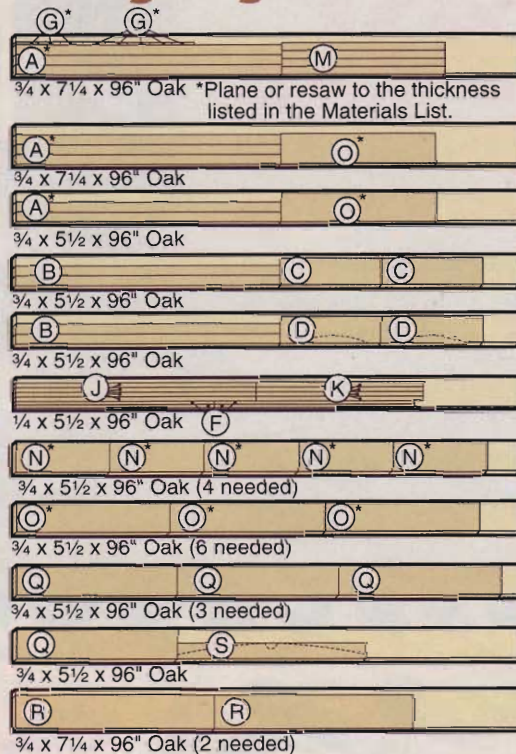 G* G*
A* M
¾ x 7¼ x 96" Oak *Plane or resaw to the thickness
listed in the Materials List.
A* O*
¾ x 7¼ x 96" Oak
A* O*
¾ x 5½ x 96" Oak
B C C
¾ x 5½ x 96" Oak
B D D
¾ x 5½ x 96" Oak
J K
¼ x 5½ x 96" Oak F
N* N* N* N* N*
¾ x 5½ x 96" Oak (4 needed)
O* O* O*
¾ x 5½ x 96" Oak (6 needed)
Q Q Q
¾ x 5½ x 96" Oak (3 needed)
Q S
¾ x 5½ x 96" Oak
R R
¾ x 7¼ x 96" Oak (2 needed)